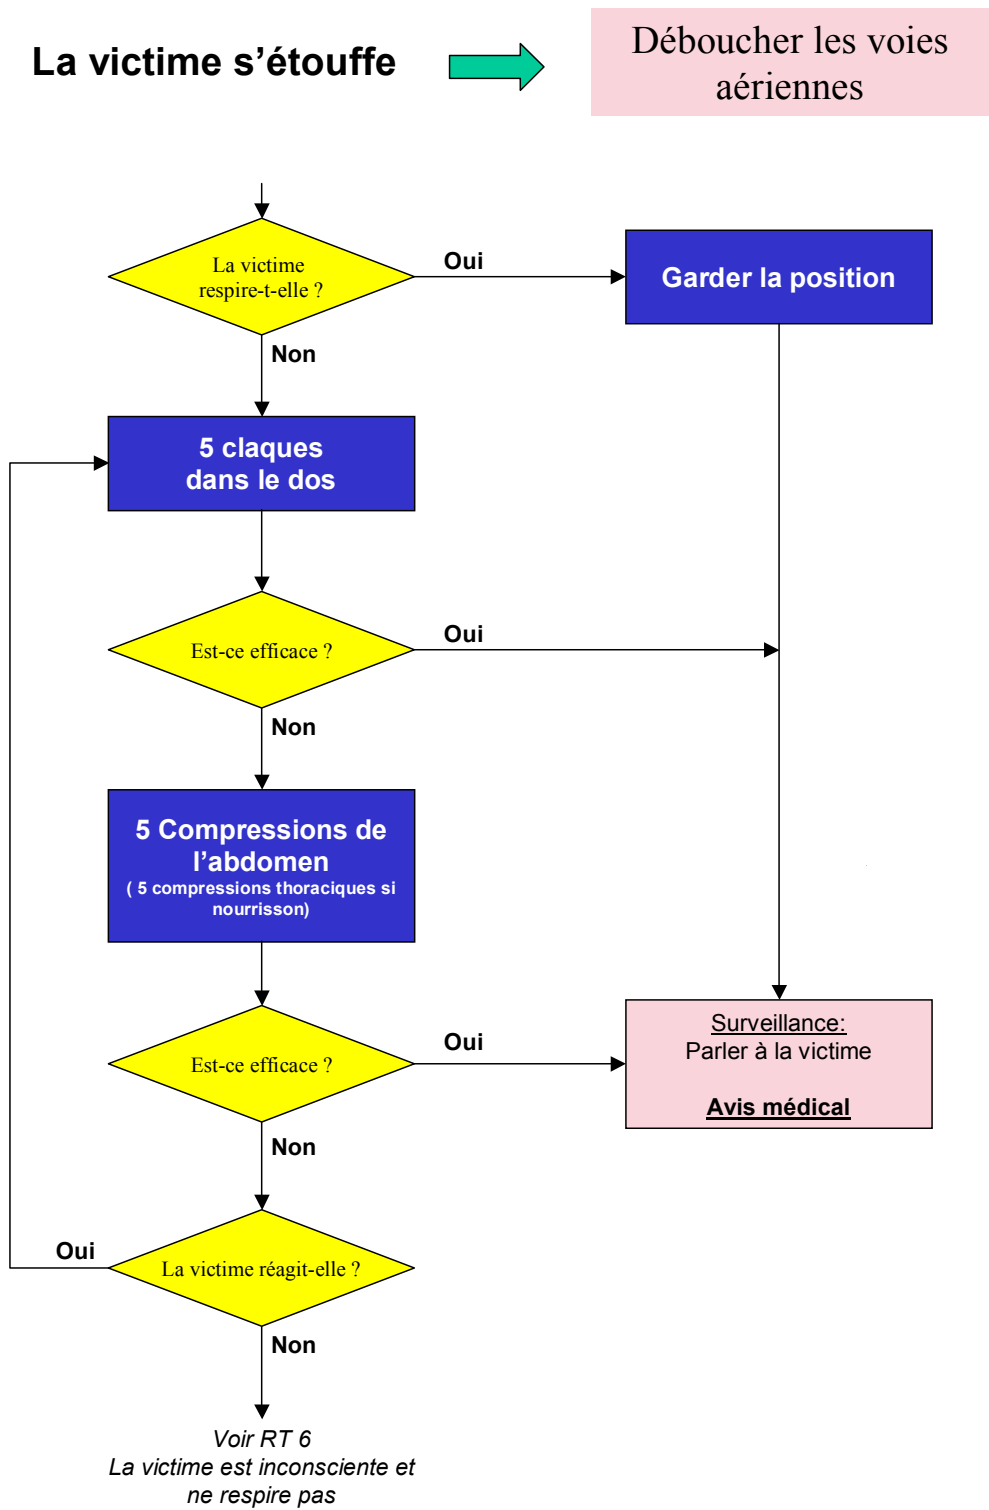 La victime s'étouffe
Déboucher les voies
aériennes
La victime
respire-t-elle ?
Oui
Garder la position
Non
5 claques
dans le dos
Est-ce efficace ?
Oui
Non
5 Compressions de
l'abdomen
( 5 compressions thoraciques si
nourrisson)
Est-ce efficace ?
Oui
Surveillance:
Parler à la victime
Avis médical
Non
Oui
La victime réagit-elle ?
Non
Voir RT 6
La victime est inconsciente et
ne respire pas